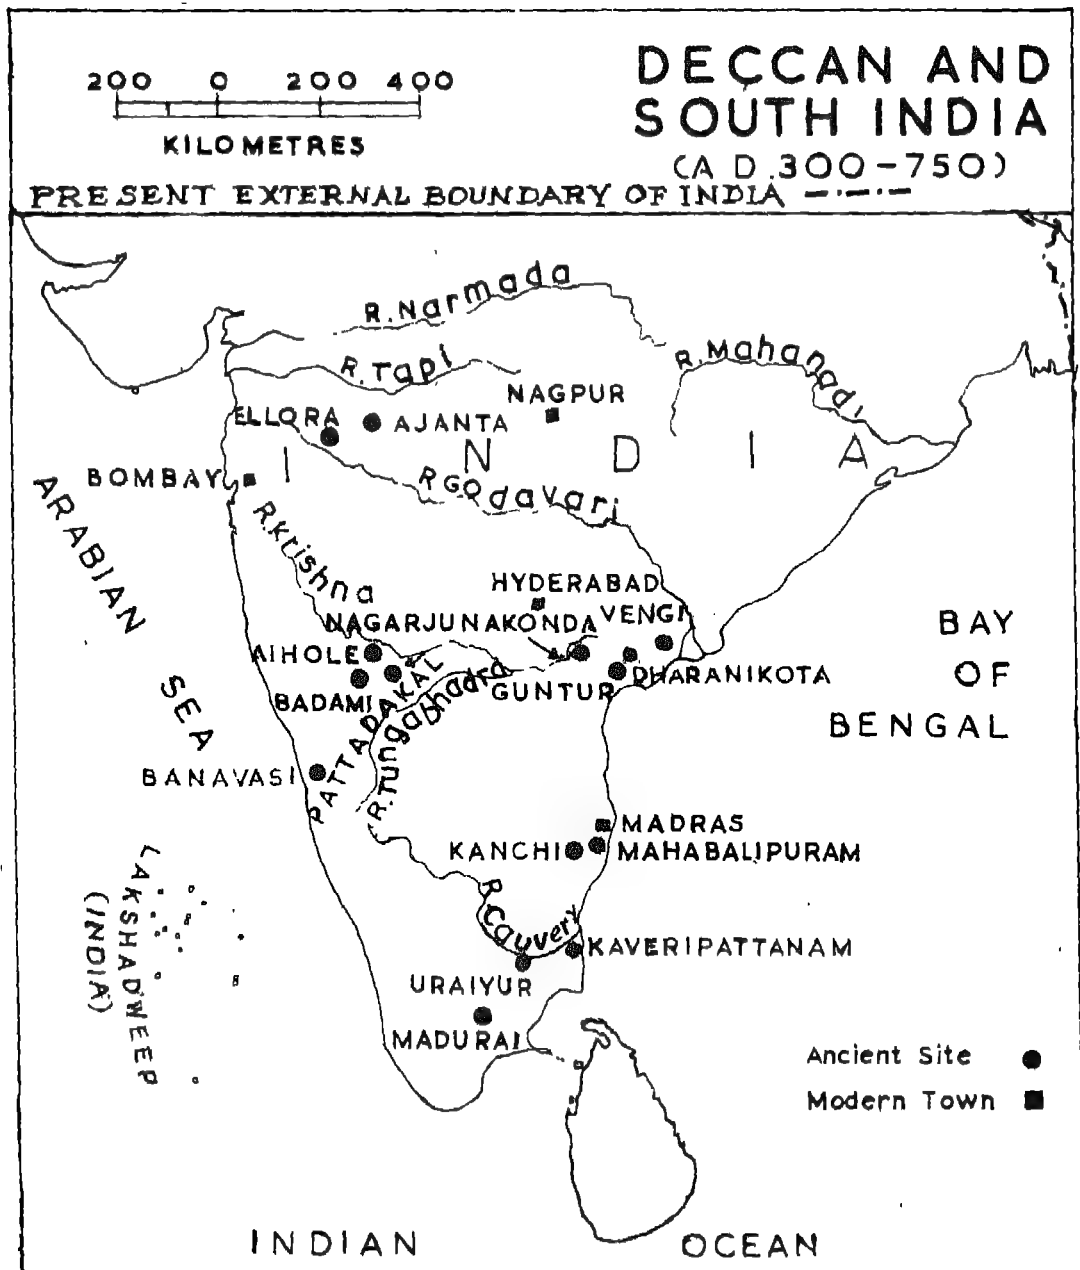 200 0 200 400
KILOMETRES
DECCAN AND
SOUTH INDIA
(A D.300-750)
PRESENT EXTERNAL BOUNDARY OF INDIA
R.Narmada
R.Tapi
R.Mahanadi
NAGPUR
ELLORA
AJANTA
INDIA
BOMBAY
R GOdavari
ARABIAN SEA
R.Krishna
HYDERABAD
NAGARJUNAKONDA
VENGI
BAY
OF
BENGAL
AIHOLE
BADAMI
PATTADAKAL
R.Tungabhadra
GUNTUR
DHARANIKOTA
BANAVASI
MADRAS
KANCHI
MAHABALIPURAM
LAKSHADWEEP
(INDIA)
R.Cauvery
KAVERIPATTANAM
URAIYUR
MADURAI
Ancient Site
Modern Town
INDIAN OCEAN